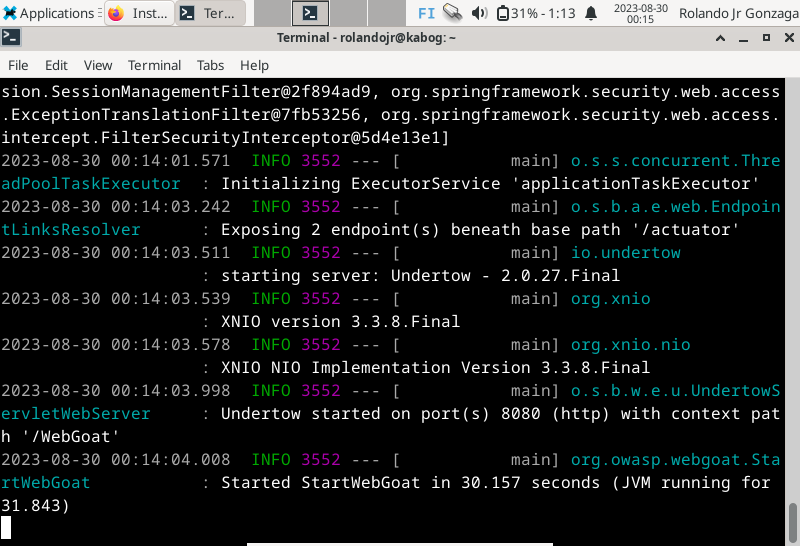 Applications Inst... Ter... FI 31% - 1:13 2023-08-30 00:15 Rolando Jr Gonzaga
Terminal - rolandojr@kabog: ~
File Edit View Terminal Tabs Help
sion.SessionManagementFilter@2f894ad9, org.springframework.security.web.access
.ExceptionTranslationFilter@7fb53256, org.springframework.security.web.access.
intercept.FilterSecurityInterceptor@5d4e13e1]
2023-08-30 00:14:01.571  INFO 3552 --- [           main] o.s.s.concurrent.Thre
adPoolTaskExecutor  : Initializing ExecutorService 'applicationTaskExecutor'
2023-08-30 00:14:03.242  INFO 3552 --- [           main] o.s.b.a.e.web.Endpoin
tLinksResolver      : Exposing 2 endpoint(s) beneath base path '/actuator'
2023-08-30 00:14:03.511  INFO 3552 --- [           main] io.undertow
                    : starting server: Undertow - 2.0.27.Final
2023-08-30 00:14:03.539  INFO 3552 --- [           main] org.xnio
                    : XNIO version 3.3.8.Final
2023-08-30 00:14:03.578  INFO 3552 --- [           main] org.xnio.nio
                    : XNIO NIO Implementation Version 3.3.8.Final
2023-08-30 00:14:03.998  INFO 3552 --- [           main] o.s.b.w.e.u.UndertowS
ervletWebServer     : Undertow started on port(s) 8080 (http) with context pat
h '/WebGoat'
2023-08-30 00:14:04.008  INFO 3552 --- [           main] org.owasp.webgoat.Sta
rtWebGoat           : Started StartWebGoat in 30.157 seconds (JVM running for
31.843)